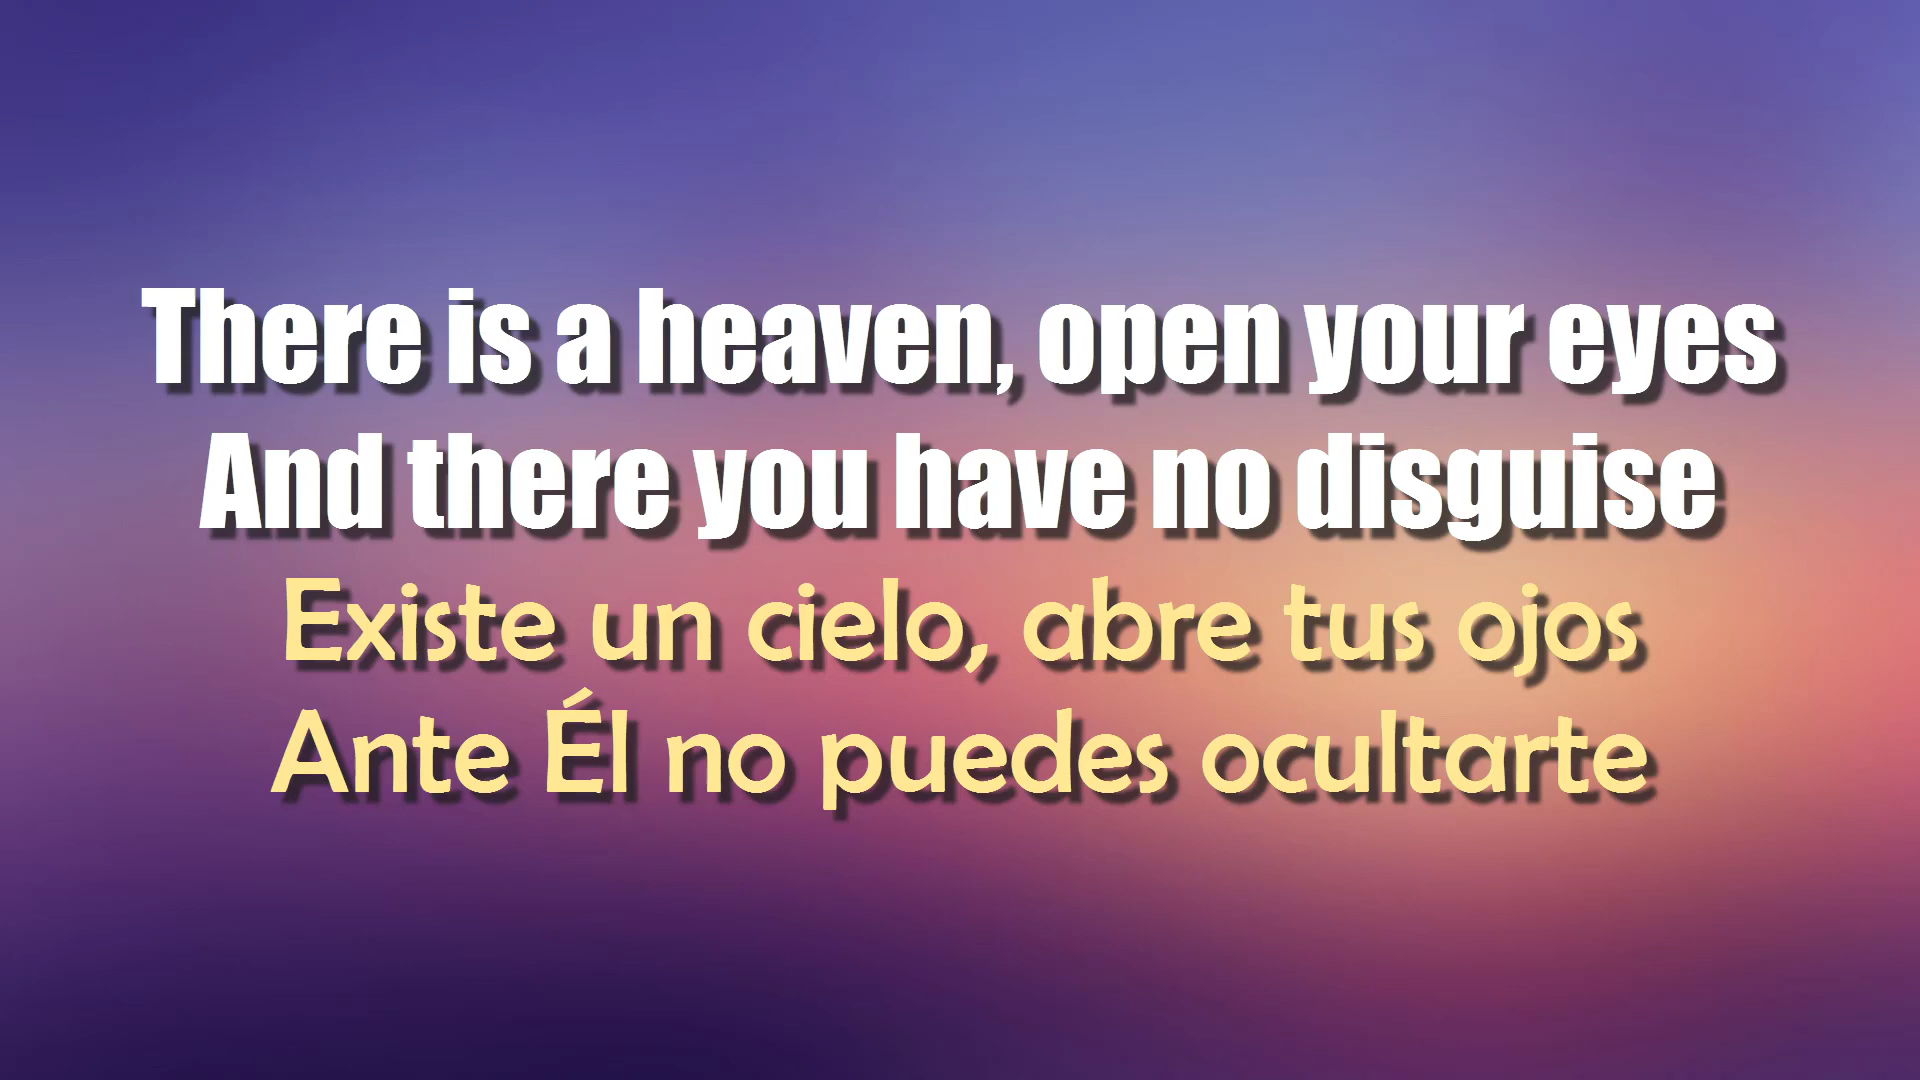 There is a heaven, open your eyes
And there you have no disguise
Existe un cielo, abre tus ojos
Ante Él no puedes ocultarte